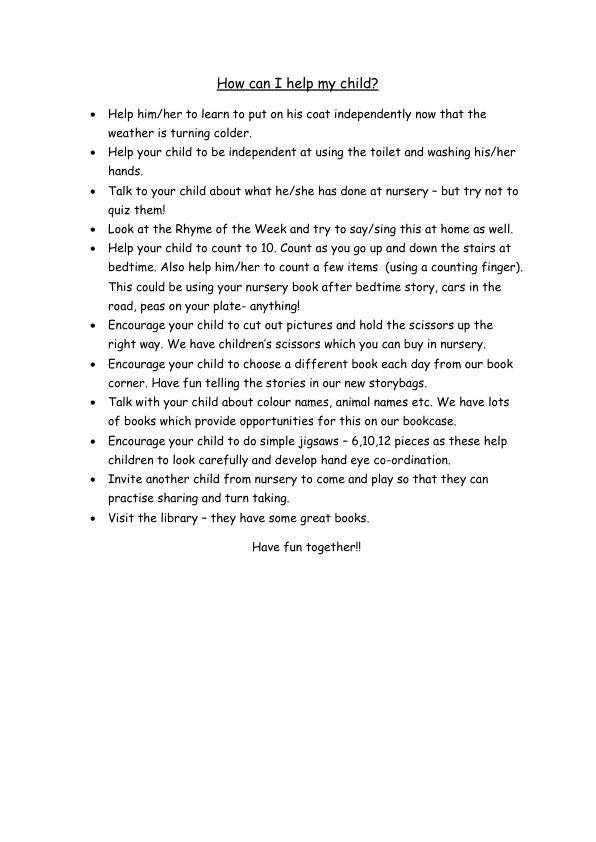 How can I help my child?
• Help him/her to learn to put on his coat independently now that the
weather is turning colder.
• Help your child to be independent at using the toilet and washing his/her
hands.
• Talk to your child about what he/she has done at nursery – but try not to
quiz them!
• Look at the Rhyme of the Week and try to say/sing this at home as well.
• Help your child to count to 10. Count as you go up and down the stairs at
bedtime. Also help him/her to count a few items  (using a counting finger).
This could be using your nursery book after bedtime story, cars in the
road, peas on your plate- anything!
• Encourage your child to cut out pictures and hold the scissors up the
right way. We have children’s scissors which you can buy in nursery.
• Encourage your child to choose a different book each day from our book
corner. Have fun telling the stories in our new storybags.
• Talk with your child about colour names, animal names etc. We have lots
of books which provide opportunities for this on our bookcase.
• Encourage your child to do simple jigsaws – 6,10,12 pieces as these help
children to look carefully and develop hand eye co-ordination.
• Invite another child from nursery to come and play so that they can
practise sharing and turn taking.
• Visit the library – they have some great books.
Have fun together!!